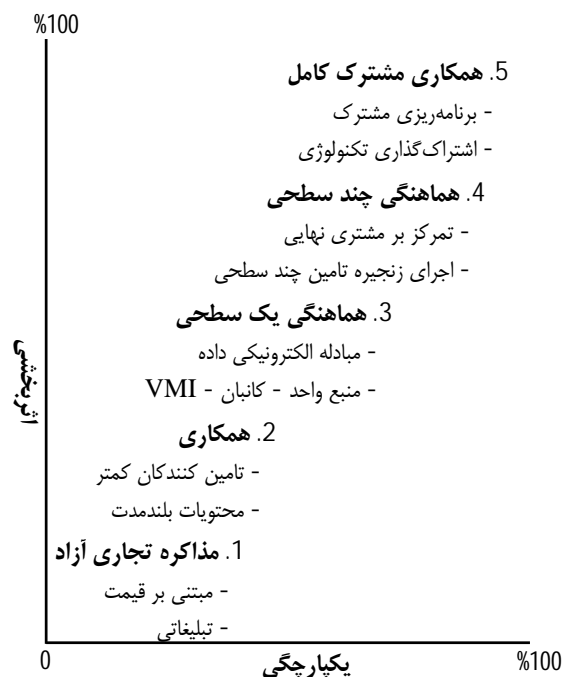 %100
5. همکاری مشترک کامل
- برنامه‌ریزی مشترک
- اشتراک‌گذاری تکنولوژی
4. هماهنگی چند سطحی
- تمرکز بر مشتری نهایی
- اجرای زنجیره تامین چند سطحی
3. هماهنگی یک سطحی
- مبادله الکترونیکی داده
- منبع واحد - کانبان - VMI
2. همکاری
- تامین کنندکان کمتر
- محتویات بلندمدت
1. مذاکره تجاری آزاد
- مبتنی بر قیمت
- تبلیغاتی
اثربخشی
0
یکپارچگی
%100